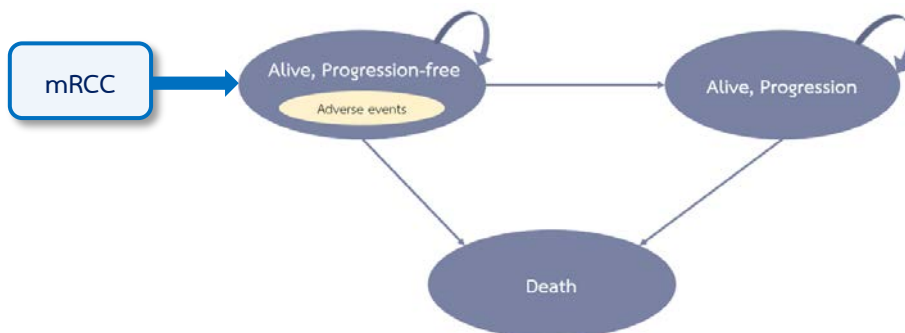 mRCC
Alive, Progression-free
Adverse events
Alive, Progression
Death